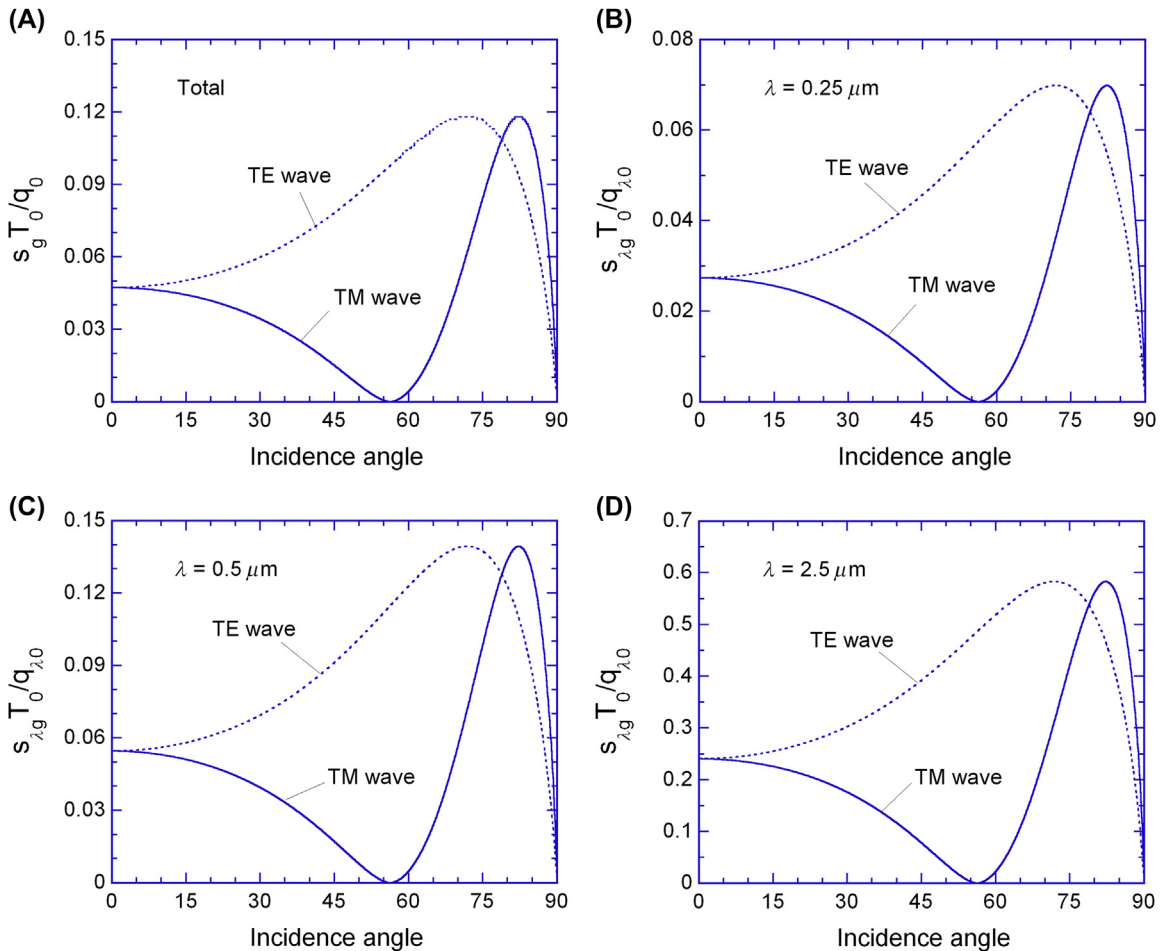 (A)
0.15
0.12
0.09
0.06
0.03
0
s_g T_0/q_0
Total
TE wave
TM wave
0 15 30 45 60 75 90
Incidence angle
(B)
0.08
0.06
0.04
0.02
0
s_λg T_0/q_λ0
λ = 0.25 μm
TE wave
TM wave
0 15 30 45 60 75 90
Incidence angle
(C)
0.15
0.12
0.09
0.06
0.03
0
s_λg T_0/q_λ0
λ = 0.5 μm
TE wave
TM wave
0 15 30 45 60 75 90
Incidence angle
(D)
0.7
0.6
0.5
0.4
0.3
0.2
0.1
0
s_λg T_0/q_λ0
λ = 2.5 μm
TE wave
TM wave
0 15 30 45 60 75 90
Incidence angle